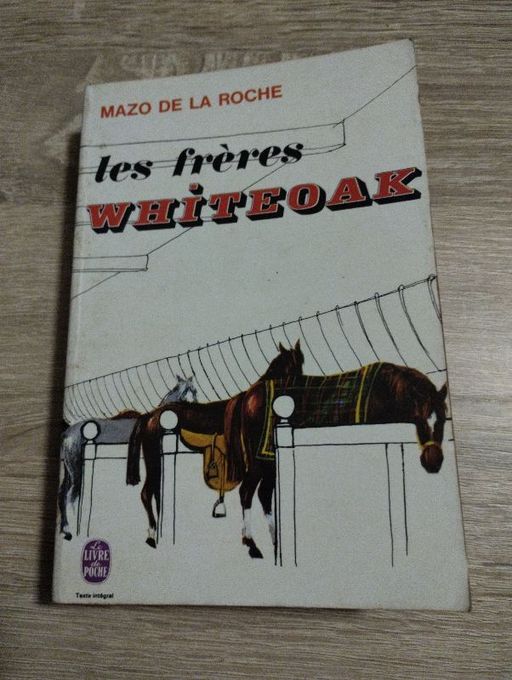 MAZO DE LA ROCHE
les frères
WHiTEOAK
Le
LIVRE
de
POCHE
Texte intégral